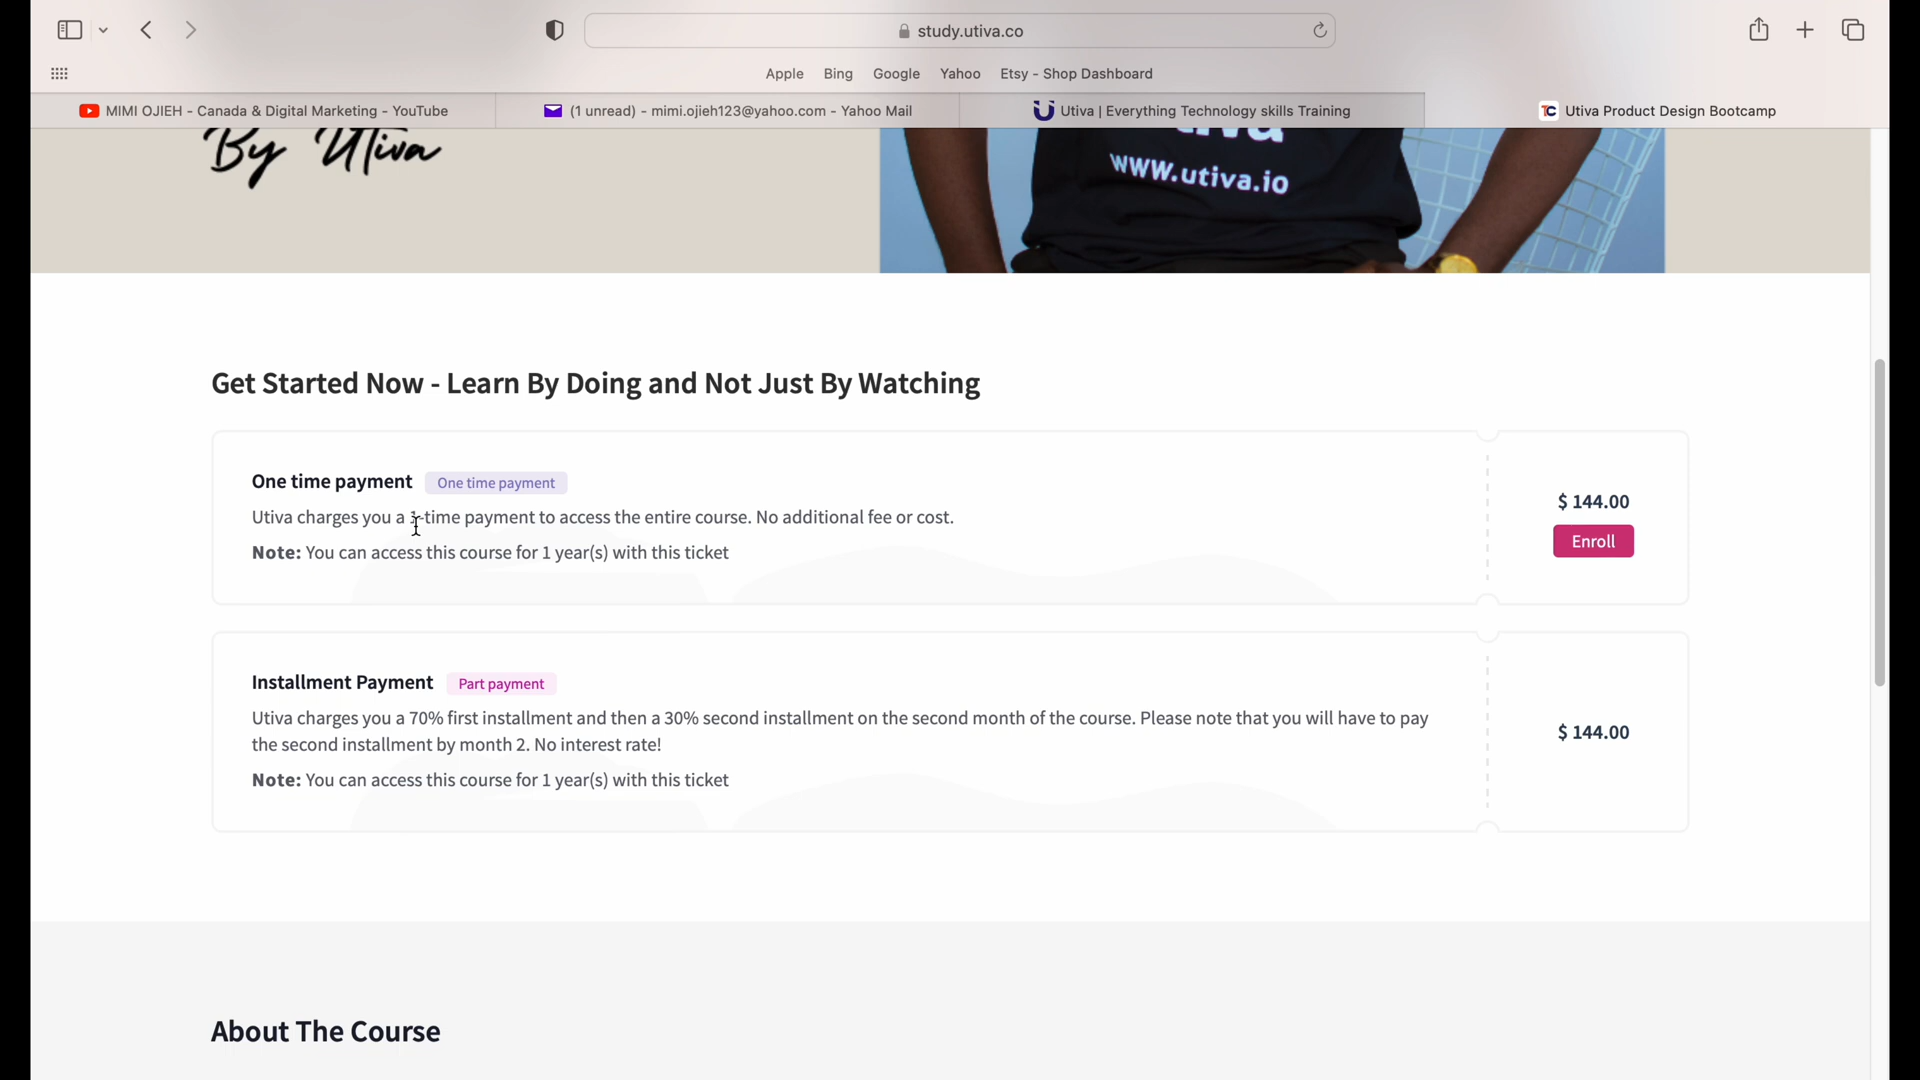 study.utiva.co
Apple Bing Google Yahoo Etsy - Shop Dashboard
MIMI OJIEH - Canada & Digital Marketing - YouTube
(1 unread) - mimi.ojieh123@yahoo.com - Yahoo Mail
Utiva | Everything Technology skills Training
TC Utiva Product Design Bootcamp
By Utiva
www.utiva.io
Get Started Now - Learn By Doing and Not Just By Watching
One time payment One time payment
Utiva charges you a 1-time payment to access the entire course. No additional fee or cost.
Note: You can access this course for 1 year(s) with this ticket
$ 144.00
Enroll
Installment Payment Part payment
Utiva charges you a 70% first installment and then a 30% second installment on the second month of the course. Please note that you will have to pay
the second installment by month 2. No interest rate!
Note: You can access this course for 1 year(s) with this ticket
$ 144.00
About The Course